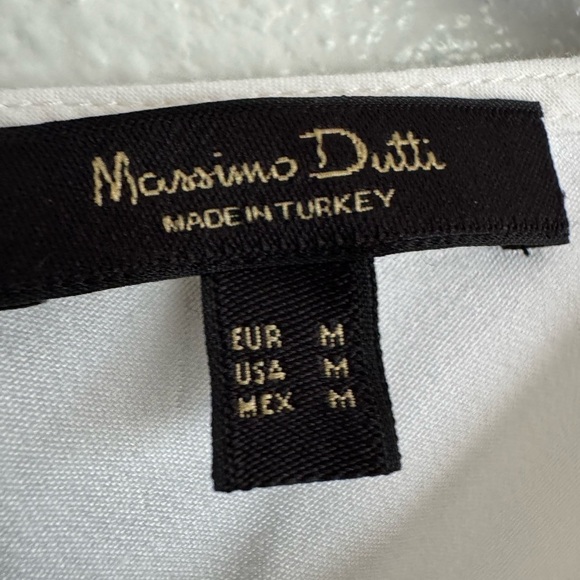 Massimo Dutti
MADE IN TURKEY
EUR M
USA M
MEX M